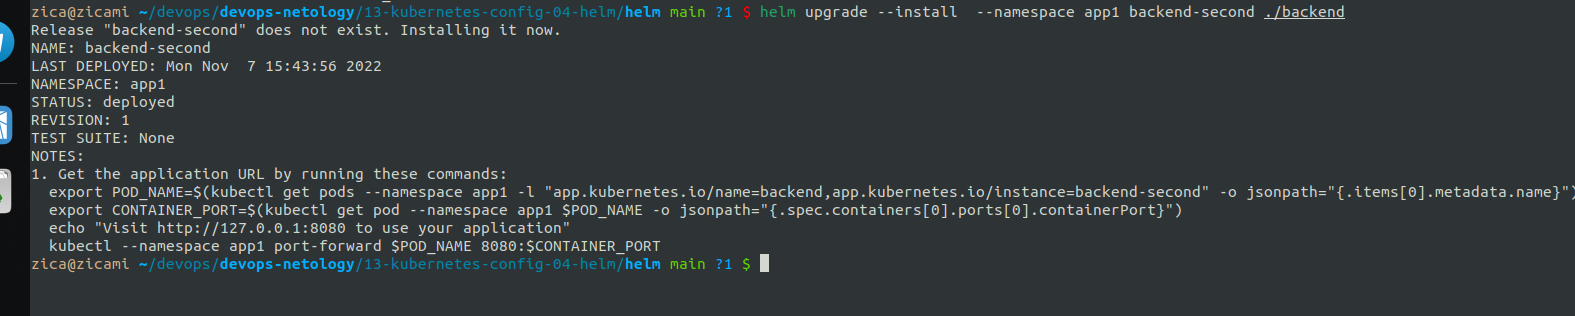 zica@zicami ~/devops/devops-netology/13-kubernetes-config-04-helm/helm main ?1 $ helm upgrade --install  --namespace app1 backend-second ./backend
Release "backend-second" does not exist. Installing it now.
NAME: backend-second
LAST DEPLOYED: Mon Nov  7 15:43:56 2022
NAMESPACE: app1
STATUS: deployed
REVISION: 1
TEST SUITE: None
NOTES:
1. Get the application URL by running these commands:
  export POD_NAME=$(kubectl get pods --namespace app1 -l "app.kubernetes.io/name=backend,app.kubernetes.io/instance=backend-second" -o jsonpath="{.items[0].metadata.name}")
  export CONTAINER_PORT=$(kubectl get pod --namespace app1 $POD_NAME -o jsonpath="{.spec.containers[0].ports[0].containerPort}")
  echo "Visit http://127.0.0.1:8080 to use your application"
  kubectl --namespace app1 port-forward $POD_NAME 8080:$CONTAINER_PORT
zica@zicami ~/devops/devops-netology/13-kubernetes-config-04-helm/helm main ?1 $